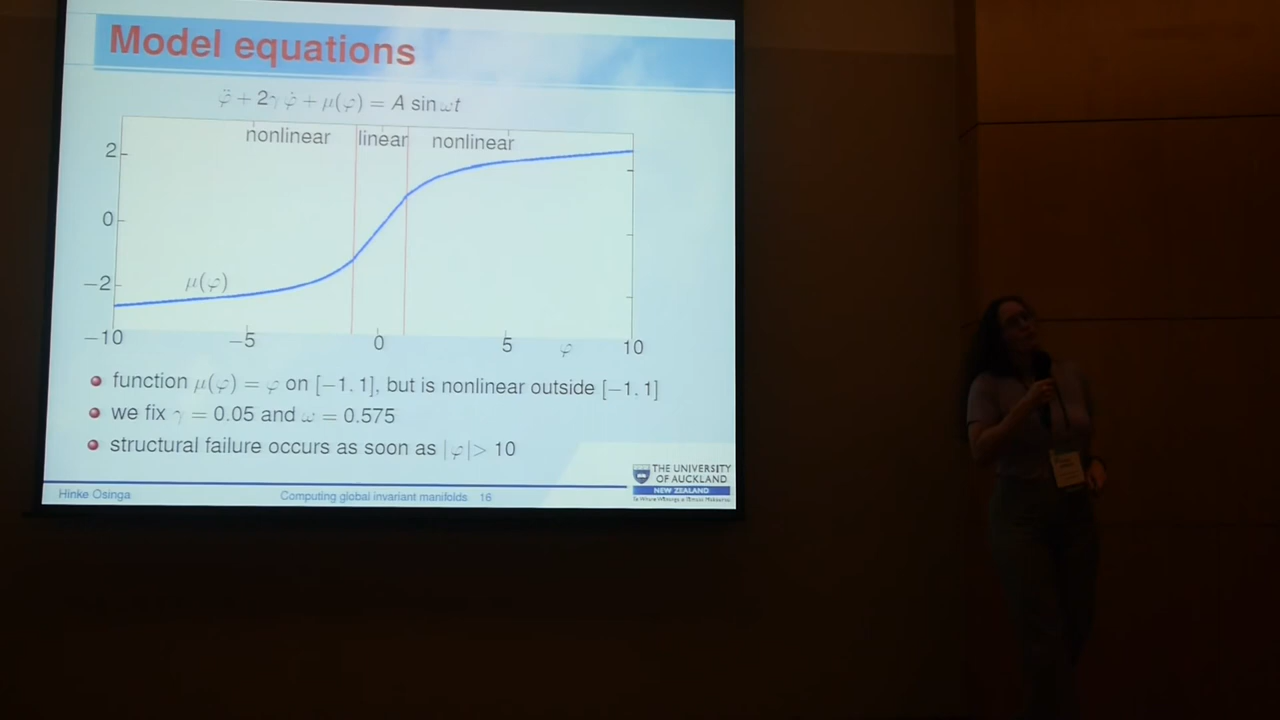 Model equations
φ̈ + 2γ φ̇ + μ(φ) = A sin ωt
nonlinear linear nonlinear
2
0
−2
μ(φ)
−10 −5 0 5 φ 10
function μ(φ) = φ on [−1, 1], but is nonlinear outside [−1, 1]
we fix γ = 0.05 and ω = 0.575
structural failure occurs as soon as |φ| > 10
THE UNIVERSITY
OF AUCKLAND
NEW ZEALAND
Hinke Osinga Computing global invariant manifolds 16